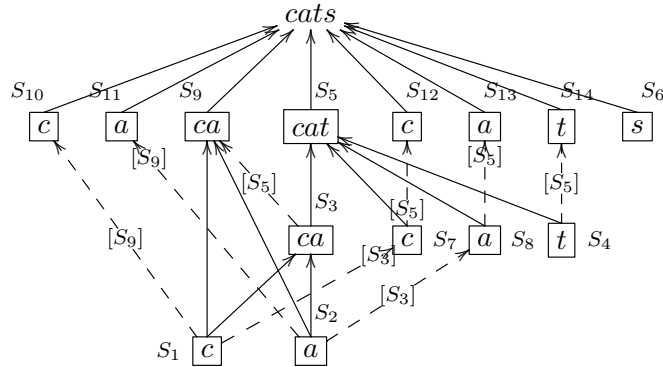 cats
S10 S11 S9 S5 S12 S13 S14 S6
c a ca cat c a t s
[S9] [S5] [S5] [S5] [S5]
S3
ca c S7 a S8 t S4
[S9] [S3]
[S3]
S2
S1 c a